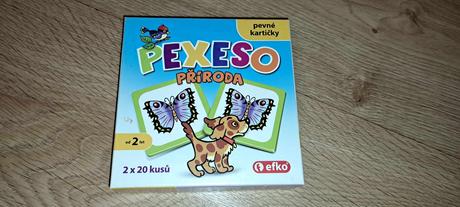 pevné
kartičky
PEXESO
PŘÍRODA
od 2 let
2 x 20 kusů
efko